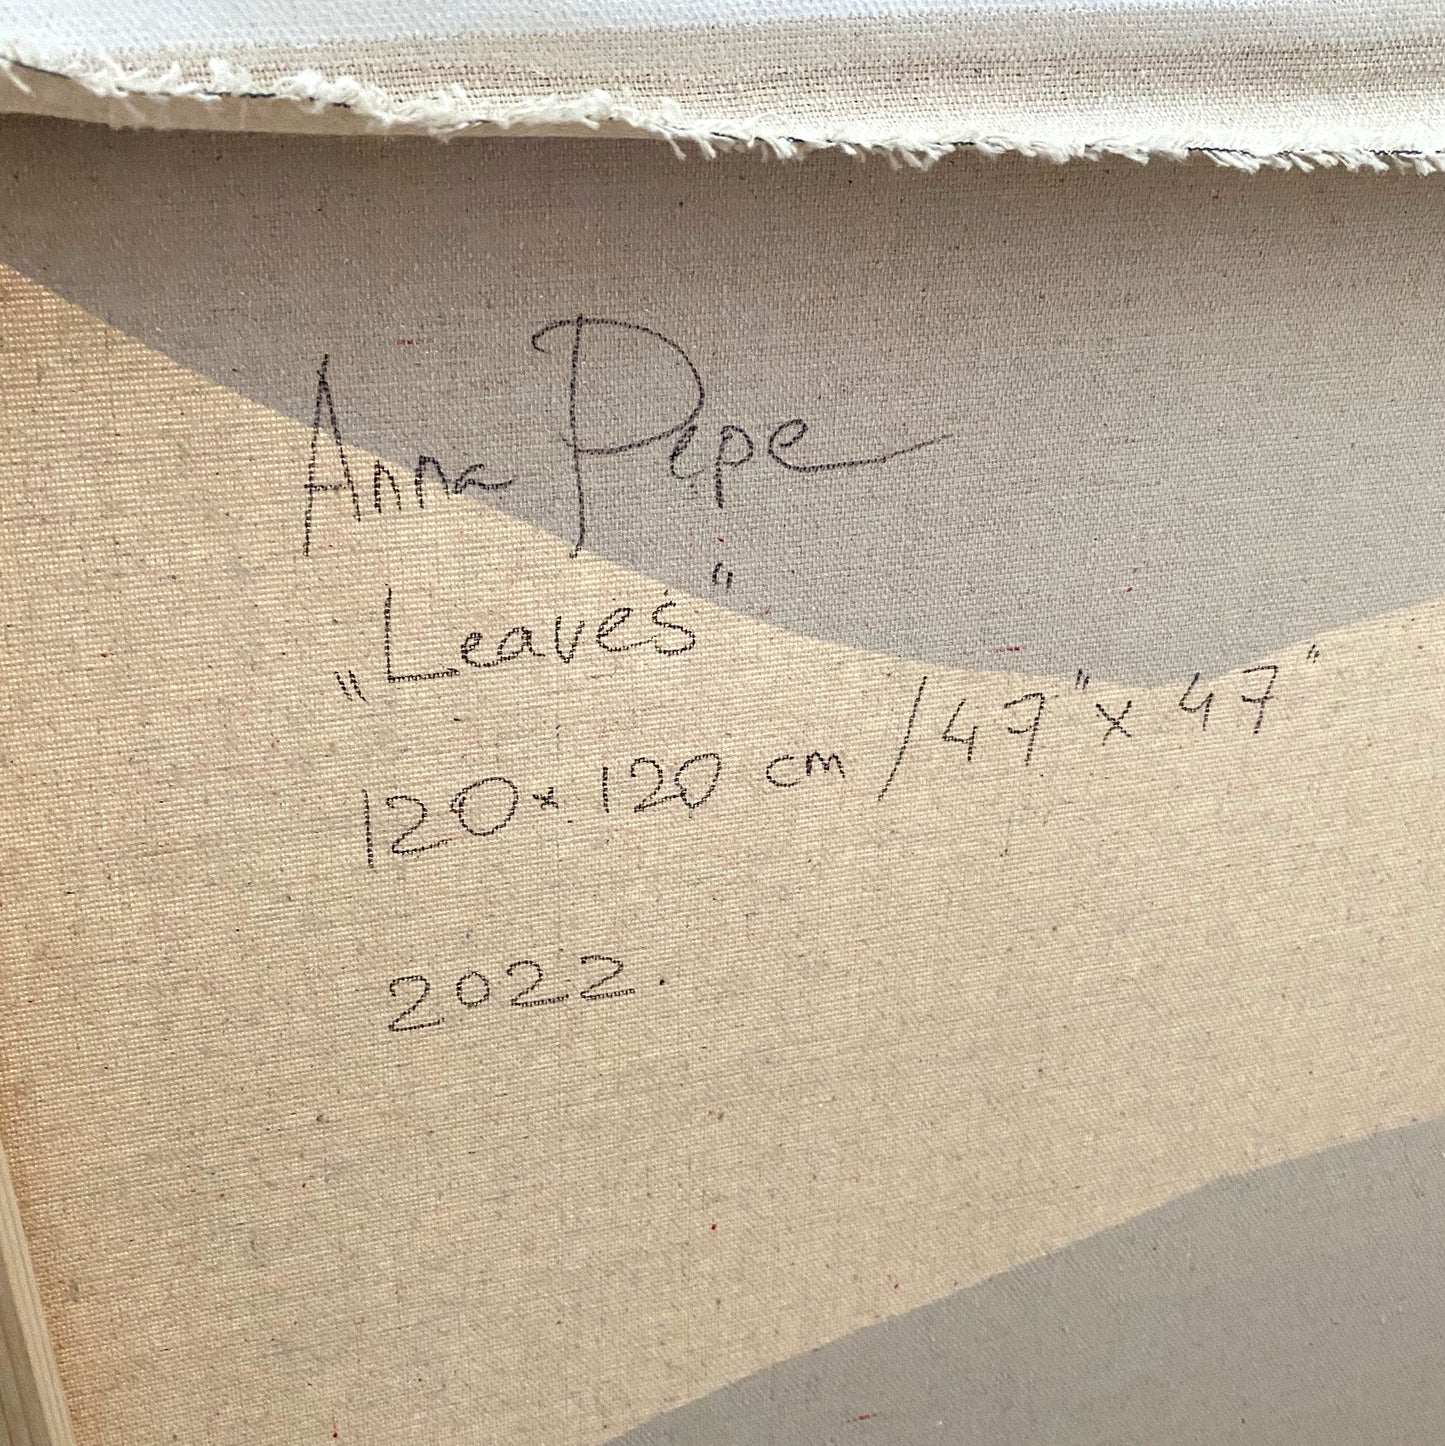 Anna Pepe
„Leaves"
120 x 120 cm / 47" x 47"
2022.